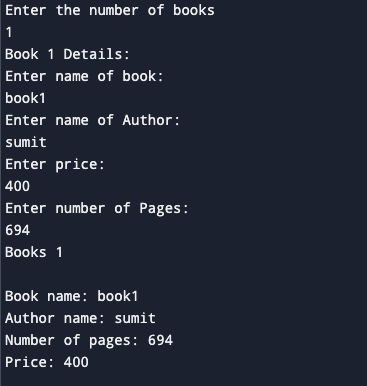 Enter the number of books
1
Book 1 Details:
Enter name of book:
book1
Enter name of Author:
sumit
Enter price:
400
Enter number of Pages:
694
Books 1
Book name: book1
Author name: sumit
Number of pages: 694
Price: 400